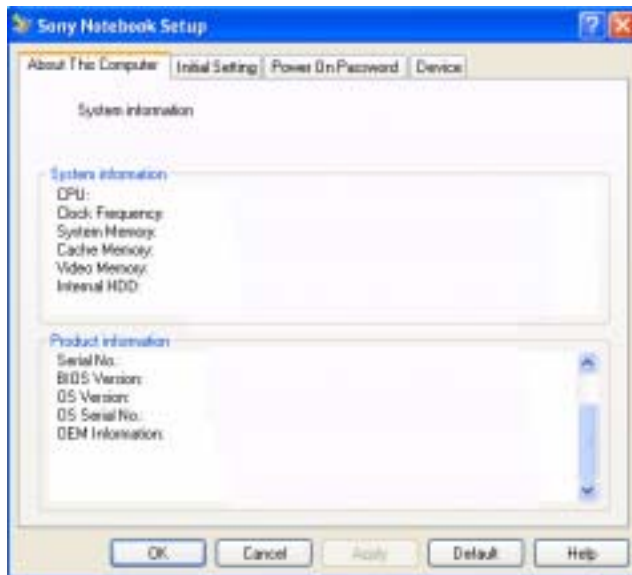 Sony Notebook Setup
About This Computer Initial Setting Power On Password Device
System information
System information
CPU:
Clock Frequency:
System Memory:
Cache Memory:
Video Memory:
Internal HDD:
Product information
Serial No.:
BIOS Version:
OS Version:
OS Serial No.:
OEM Information:
OK Cancel Apply Default Help